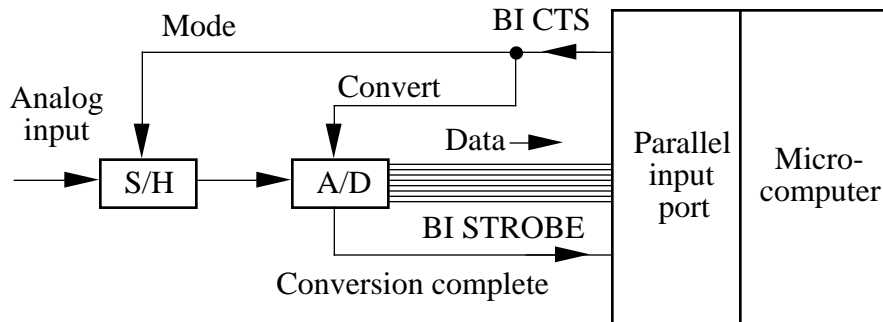 BI CTS
Mode
Analog
input
Convert
Data
S/H
A/D
Parallel
input
port
Micro-
computer
BI STROBE
Conversion complete